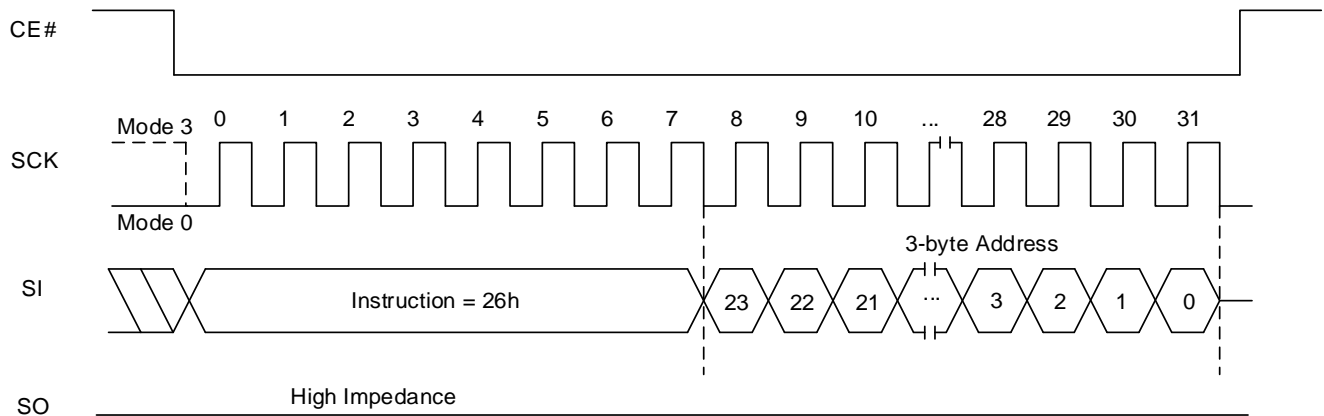 CE#
0 1 2 3 4 5 6 7 8 9 10 ... 28 29 30 31
Mode 3
SCK
Mode 0
3-byte Address
SI
Instruction = 26h 23 22 21 ... 3 2 1 0
High Impedance
SO